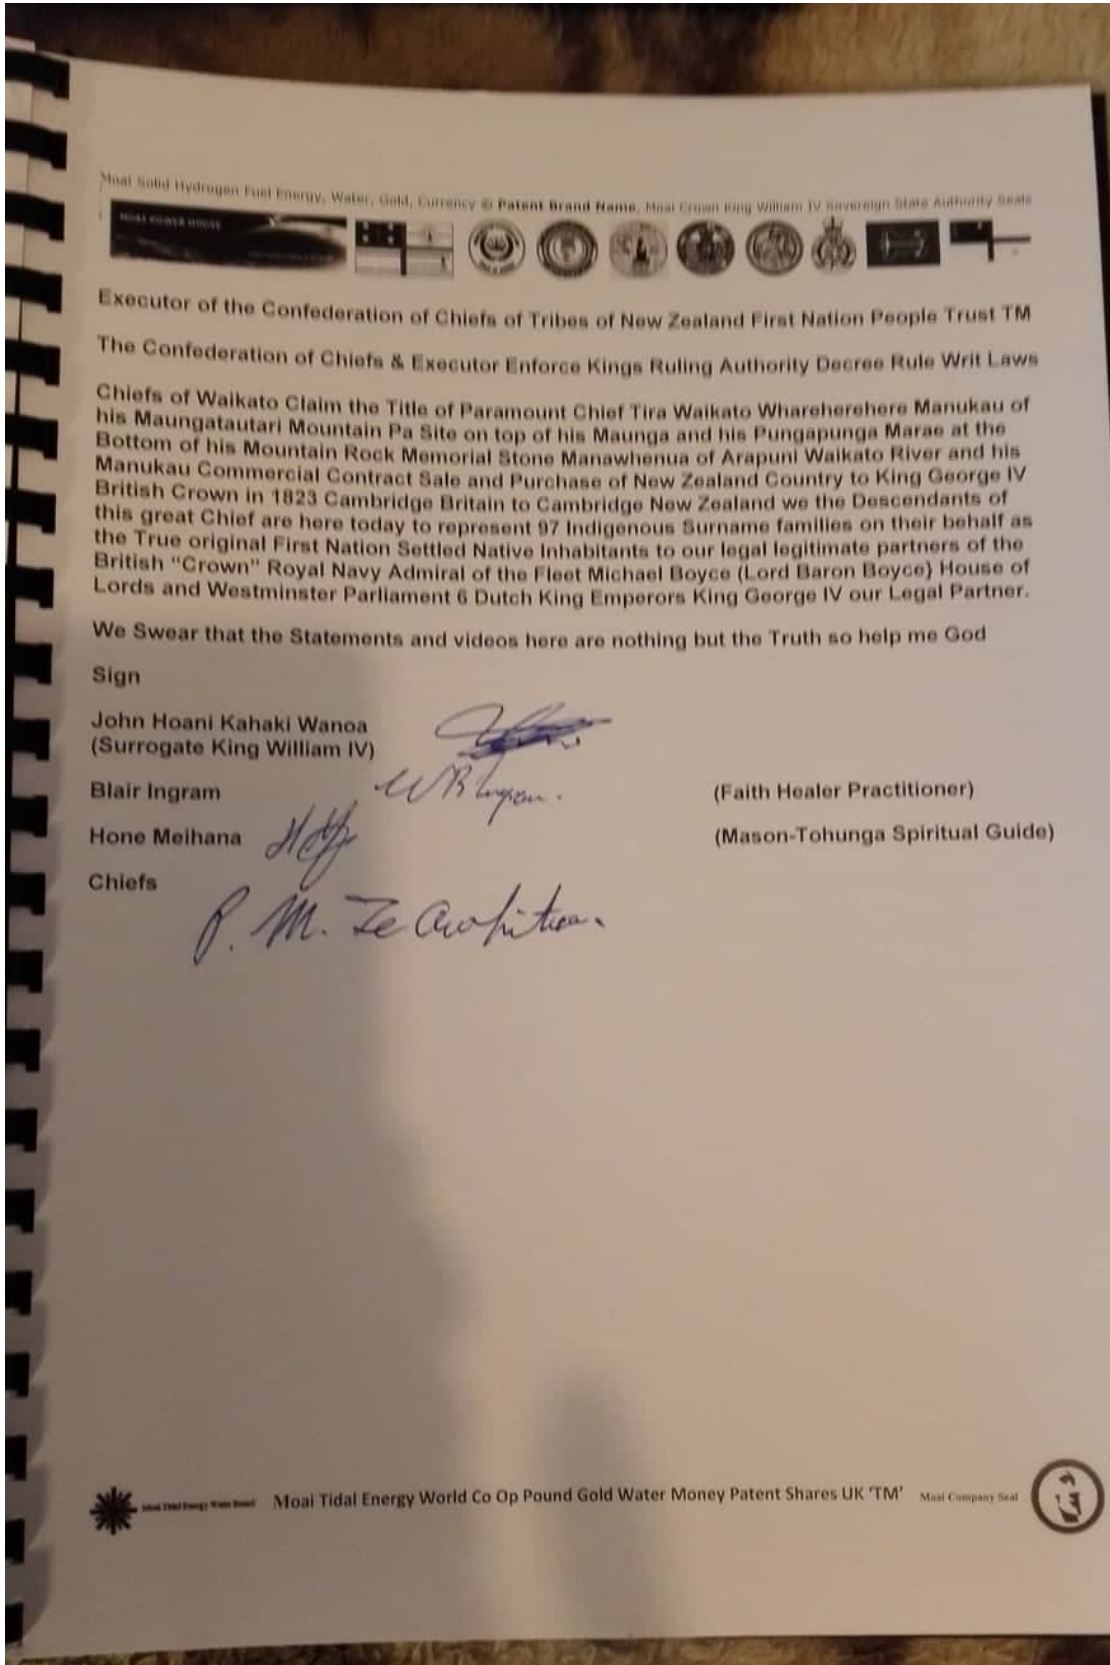 Moai Solid Hydrogen Fuel Energy, Water, Gold, Currency © Patent Brand Name, Moai Crown King William IV Sovereign State Authority Seals
MOAI POWER HOUSE
Executor of the Confederation of Chiefs of Tribes of New Zealand First Nation People Trust TM
The Confederation of Chiefs & Executor Enforce Kings Ruling Authority Decree Rule Writ Laws
Chiefs of Waikato Claim the Title of Paramount Chief Tira Waikato Whareherehere Manukau of
his Maungatautari Mountain Pa Site on top of his Maunga and his Pungapunga Marae at the
Bottom of his Mountain Rock Memorial Stone Manawhenua of Arapuni Waikato River and his
Manukau Commercial Contract Sale and Purchase of New Zealand Country to King George IV
British Crown in 1823 Cambridge Britain to Cambridge New Zealand we the Descendants of
this great Chief are here today to represent 97 Indigenous Surname families on their behalf as
the True original First Nation Settled Native Inhabitants to our legal legitimate partners of the
British “Crown” Royal Navy Admiral of the Fleet Michael Boyce (Lord Baron Boyce) House of
Lords and Westminster Parliament 6 Dutch King Emperors King George IV our Legal Partner.
We Swear that the Statements and videos here are nothing but the Truth so help me God
Sign
John Hoani Kahaki Wanoa
(Surrogate King William IV)
Blair Ingram WB Ingram. (Faith Healer Practitioner)
Hone Meihana (Mason-Tohunga Spiritual Guide)
Chiefs
P. M. Te
Moai Tidal Energy Water Board Moai Tidal Energy World Co Op Pound Gold Water Money Patent Shares UK ‘TM’ Moai Company Seal